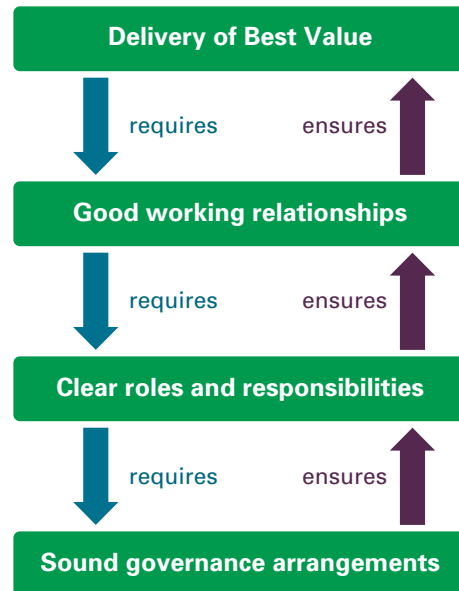 Delivery of Best Value
requires ensures
Good working relationships
requires ensures
Clear roles and responsibilities
requires ensures
Sound governance arrangements